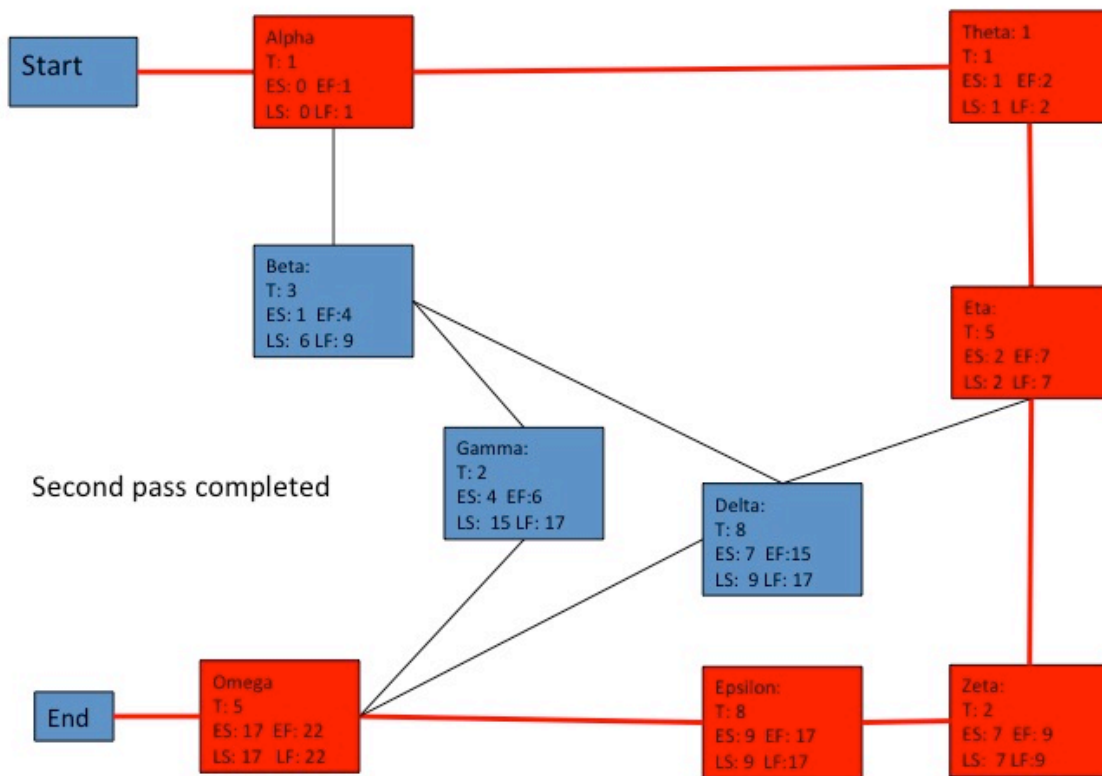 Start
Alpha
T: 1
ES: 0 EF:1
LS: 0 LF: 1
Theta: 1
T: 1
ES: 1 EF:2
LS: 1 LF: 2
Beta:
T: 3
ES: 1 EF:4
LS: 6 LF: 9
Eta:
T: 5
ES: 2 EF:7
LS: 2 LF: 7
Gamma:
T: 2
ES: 4 EF:6
LS: 15 LF: 17
Second pass completed
Delta:
T: 8
ES: 7 EF:15
LS: 9 LF: 17
End
Omega
T: 5
ES: 17 EF: 22
LS: 17 LF: 22
Epsilon:
T: 8
ES: 9 EF: 17
LS: 9 LF:17
Zeta:
T: 2
ES: 7 EF: 9
LS: 7 LF:9